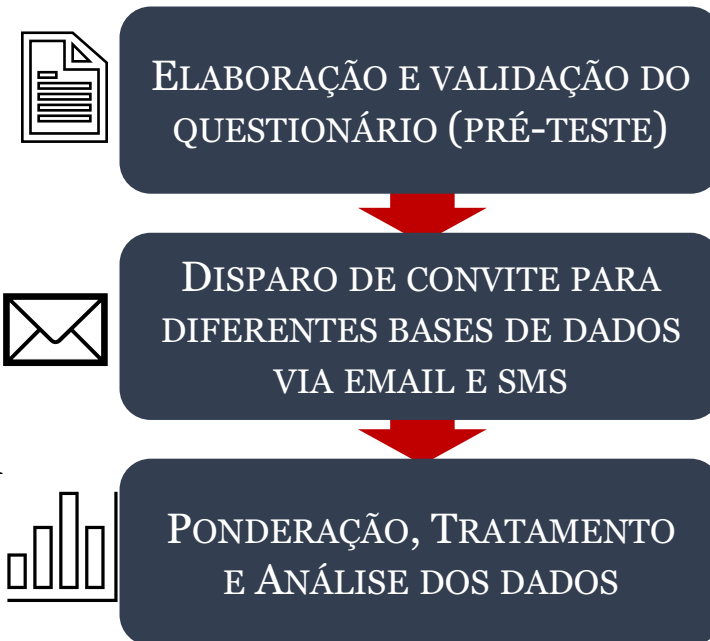 Elaboração e validação do
questionário (pré-teste)
Disparo de convite para
diferentes bases de dados
via email e SMS
Ponderação, Tratamento
e Análise dos dados